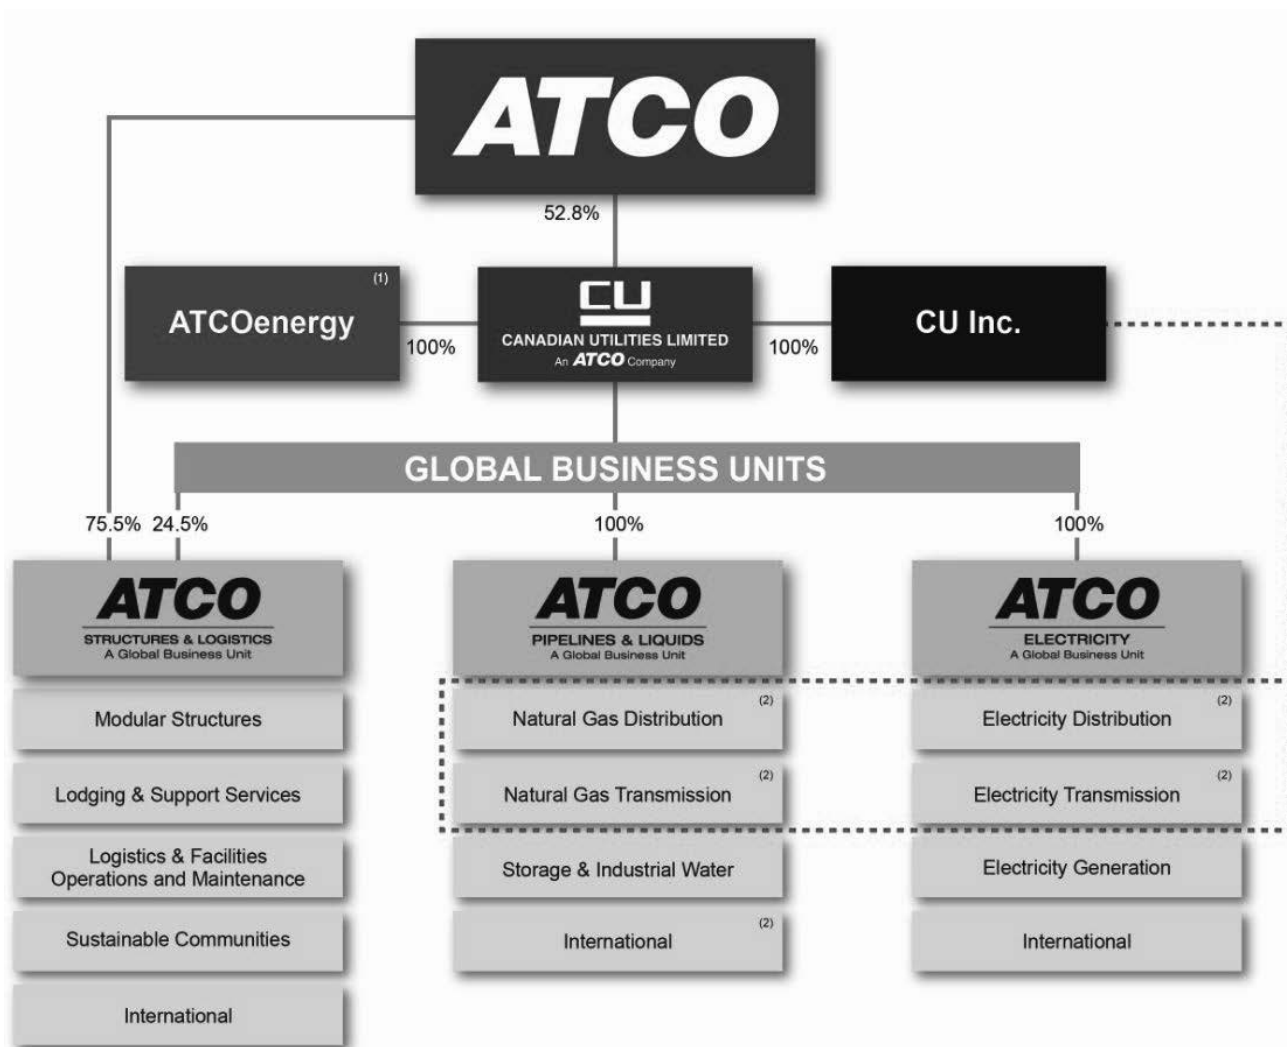 ATCO
52.8%
ATCOenergy (1)
100%
CU
CANADIAN UTILITIES LIMITED
An ATCO Company
100%
CU Inc.
GLOBAL BUSINESS UNITS
75.5% 24.5% 100% 100%
ATCO
STRUCTURES & LOGISTICS
A Global Business Unit
Modular Structures
Lodging & Support Services
Logistics & Facilities
Operations and Maintenance
Sustainable Communities
International
ATCO
PIPELINES & LIQUIDS
A Global Business Unit
Natural Gas Distribution (2)
Natural Gas Transmission (2)
Storage & Industrial Water
International (2)
ATCO
ELECTRICITY
A Global Business Unit
Electricity Distribution (2)
Electricity Transmission (2)
Electricity Generation
International